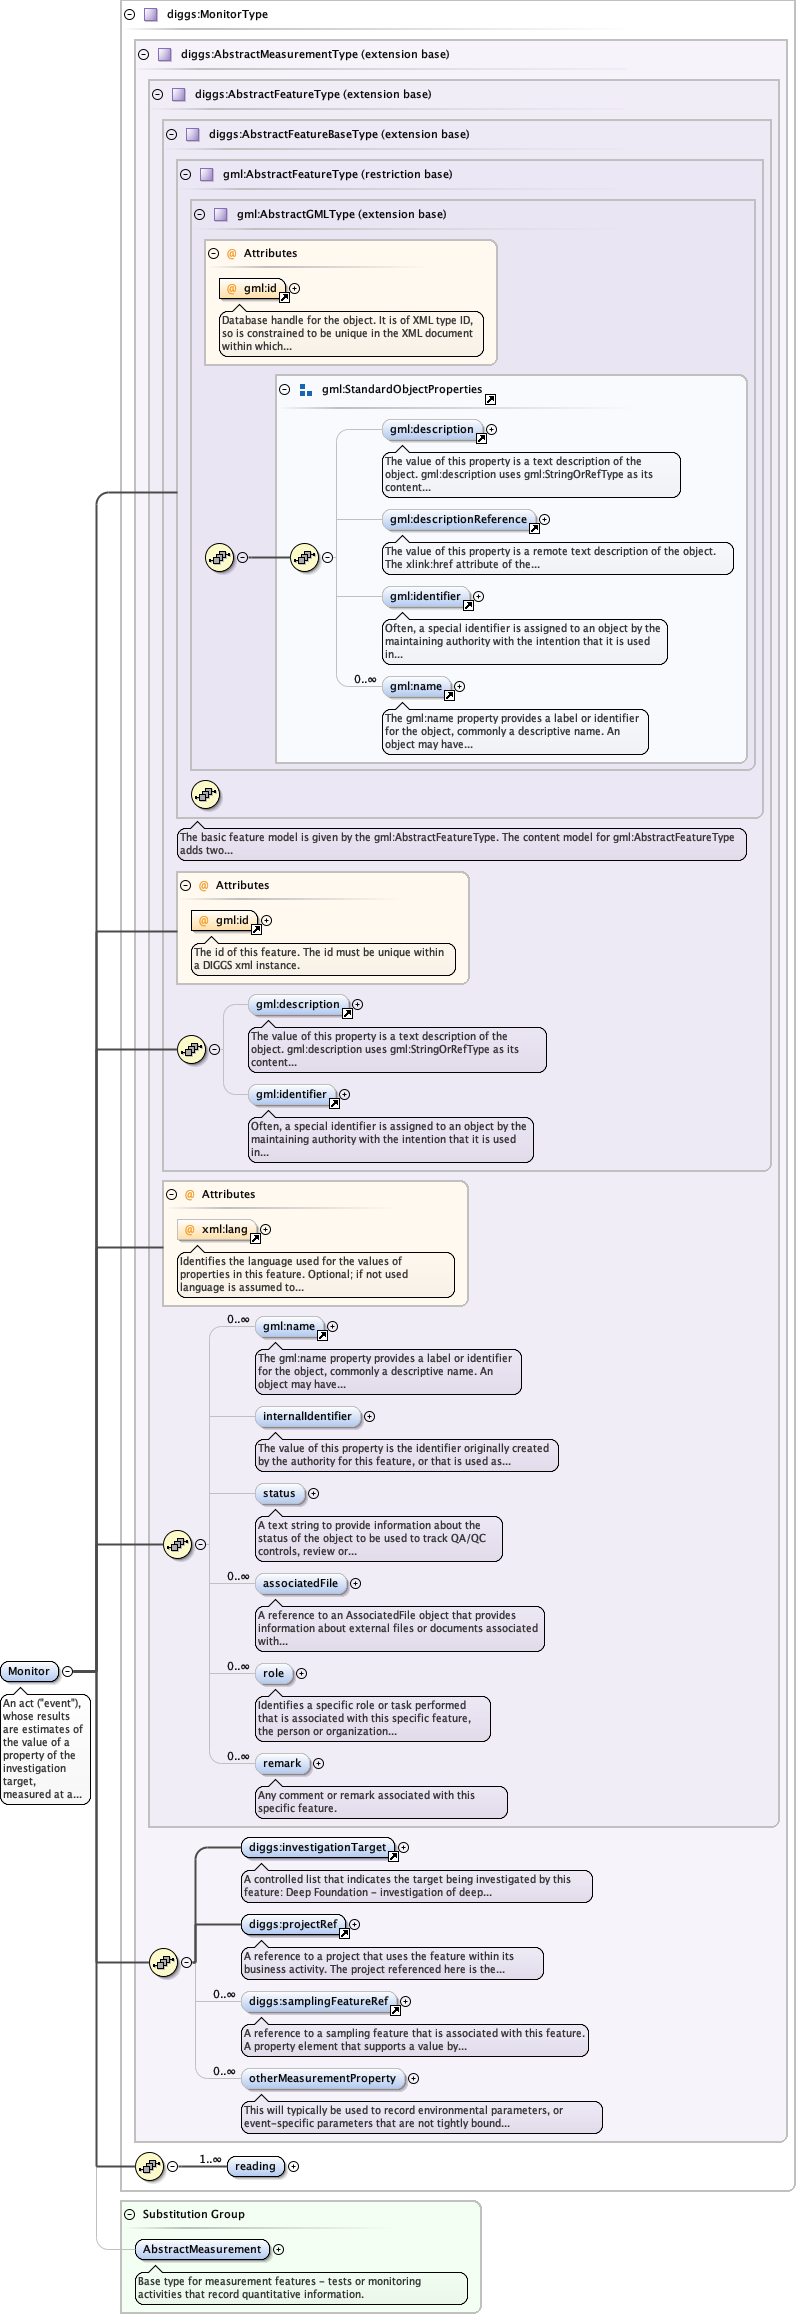 diggs:MonitorType
diggs:AbstractMeasurementType (extension base)
diggs:AbstractFeatureType (extension base)
diggs:AbstractFeatureBaseType (extension base)
gml:AbstractFeatureType (restriction base)
gml:AbstractGMLType (extension base)
@ Attributes
@ gml:id
Database handle for the object. It is of XML type ID,
so is constrained to be unique in the XML document
within which...
gml:StandardObjectProperties
gml:description
The value of this property is a text description of the
object. gml:description uses gml:StringOrRefType as its
content...
gml:descriptionReference
The value of this property is a remote text description of the object.
The xlink:href attribute of the...
gml:identifier
Often, a special identifier is assigned to an object by the
maintaining authority with the intention that it is used
in...
0..∞
gml:name
The gml:name property provides a label or identifier
for the object, commonly a descriptive name. An
object may have...
The basic feature model is given by the gml:AbstractFeatureType. The content model for gml:AbstractFeatureType
adds two...
@ Attributes
@ gml:id
The id of this feature. The id must be unique within
a DIGGS xml instance.
gml:description
The value of this property is a text description of the
object. gml:description uses gml:StringOrRefType as its
content...
gml:identifier
Often, a special identifier is assigned to an object by the
maintaining authority with the intention that it is used
in...
@ Attributes
@ xml:lang
Identifies the language used for the values of
properties in this feature. Optional; if not used
language is assumed to...
0..∞
gml:name
The gml:name property provides a label or identifier
for the object, commonly a descriptive name. An
object may have...
internalIdentifier
The value of this property is the identifier originally created
by the authority for this feature, or that is used as...
status
A text string to provide information about the
status of the object to be used to track QA/QC
controls, review or...
0..∞
associatedFile
A reference to an AssociatedFile object that provides
information about external files or documents associated
with...
0..∞
role
Identifies a specific role or task performed
that is associated with this specific feature,
the person or organization...
0..∞
remark
Any comment or remark associated with this
specific feature.
Monitor
An act ("event"),
whose results
are estimates of
the value of a
property of the
investigation
target,
measured at a...
diggs:investigationTarget
A controlled list that indicates the target being investigated by this
feature: Deep Foundation - investigation of deep...
diggs:projectRef
A reference to a project that uses the feature within its
business activity. The project referenced here is the...
0..∞
diggs:samplingFeatureRef
A reference to a sampling feature that is associated with this feature.
A property element that supports a value by...
0..∞
otherMeasurementProperty
This will typically be used to record environmental parameters, or
event-specific parameters that are not tightly bound...
1..∞
reading
Substitution Group
AbstractMeasurement
Base type for measurement features - tests or monitoring
activities that record quantitative information.